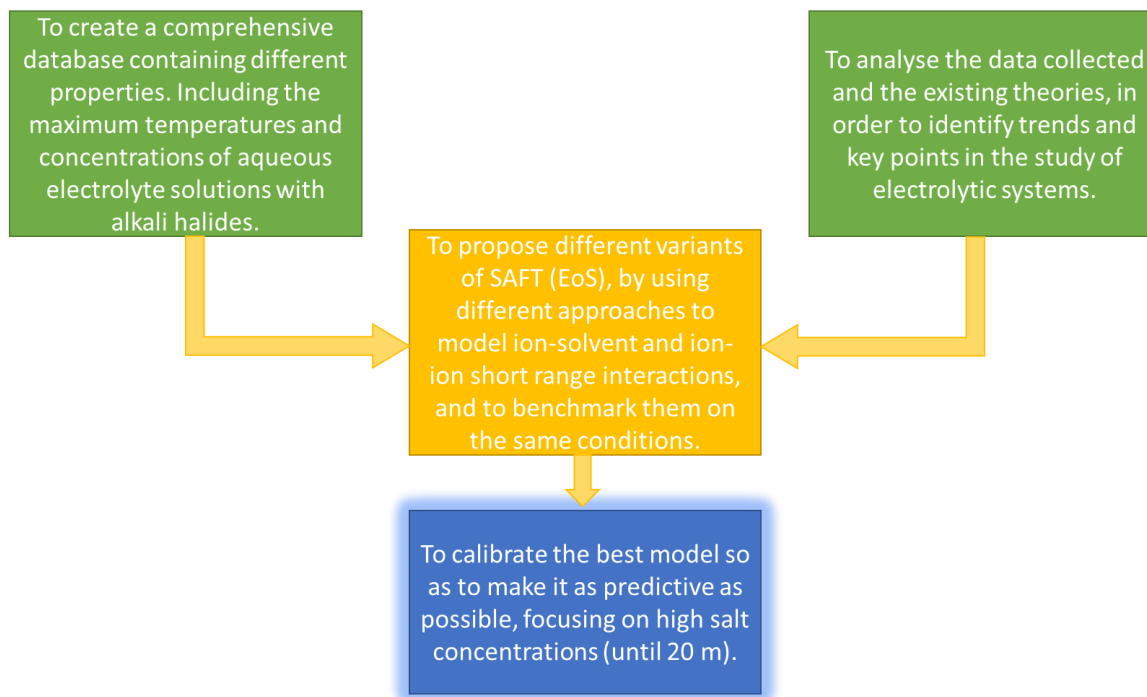 To create a comprehensive
database containing different
properties. Including the
maximum temperatures and
concentrations of aqueous
electrolyte solutions with
alkali halides.
To analyse the data collected
and the existing theories, in
order to identify trends and
key points in the study of
electrolytic systems.
To propose different variants
of SAFT (EoS), by using
different approaches to
model ion-solvent and ion-
ion short range interactions,
and to benchmark them on
the same conditions.
To calibrate the best model so
as to make it as predictive as
possible, focusing on high salt
concentrations (until 20 m).